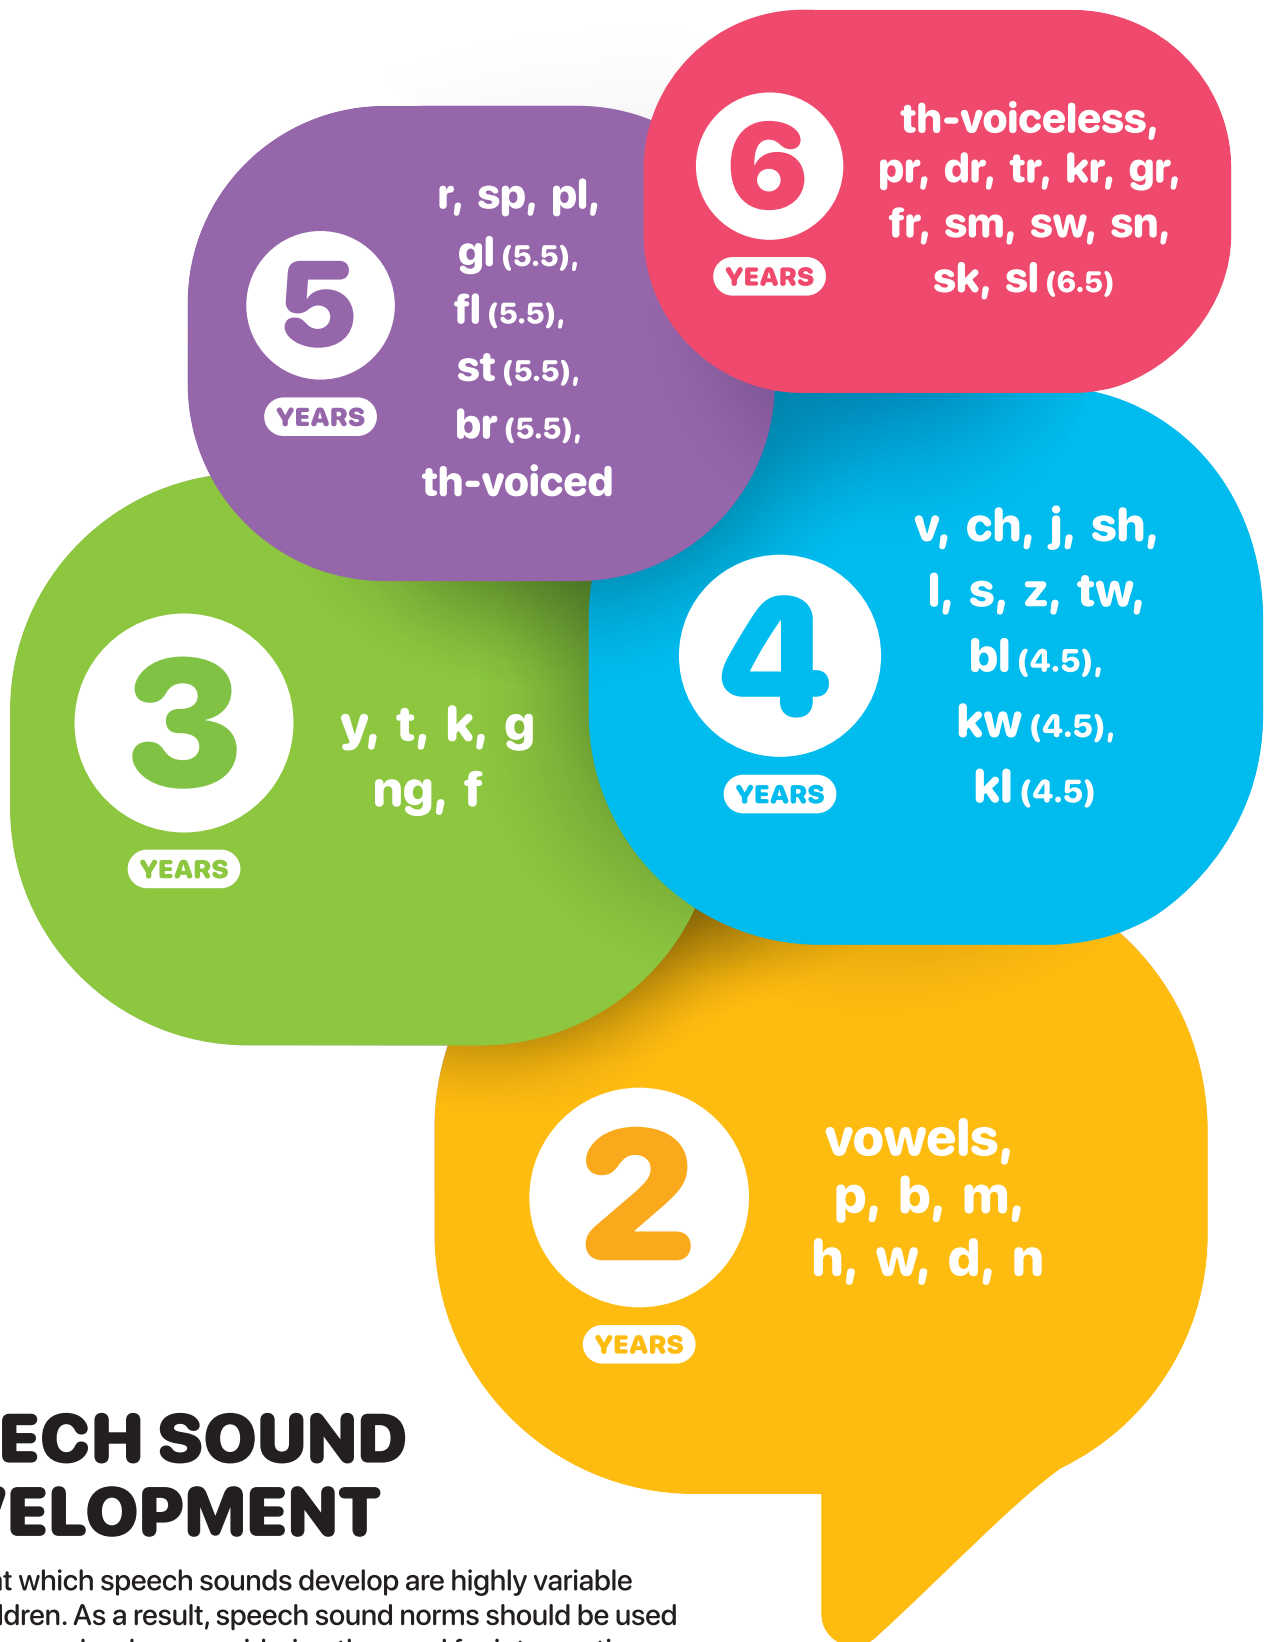 6
YEARS
th-voiceless,
pr, dr, tr, kr, gr,
fr, sm, sw, sn,
sk, sl (6.5)
5
YEARS
r, sp, pl,
gl (5.5),
fl (5.5),
st (5.5),
br (5.5),
th-voiced
4
YEARS
v, ch, j, sh,
l, s, z, tw,
bl (4.5),
kw (4.5),
kl (4.5)
3
YEARS
y, t, k, g
ng, f
2
YEARS
vowels,
p, b, m,
h, w, d, n
ECH SOUND
VELOPMENT
which speech sounds develop are highly variable
ldren. As a result, speech sound norms should be used